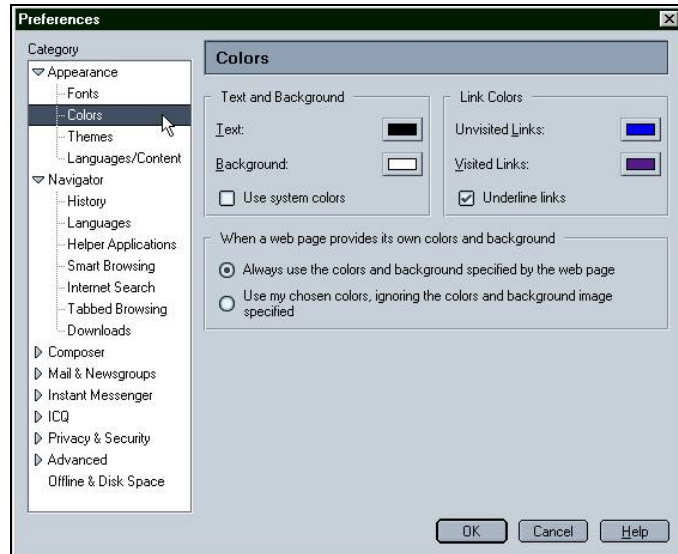 Preferences
Category
Appearance
Fonts
Colors
Themes
Languages/Content
Navigator
History
Languages
Helper Applications
Smart Browsing
Internet Search
Tabbed Browsing
Downloads
Composer
Mail & Newsgroups
Instant Messenger
ICQ
Privacy & Security
Advanced
Offline & Disk Space
Colors
Text and Background
Text:
Background:
Use system colors
Link Colors
Unvisited Links:
Visited Links:
Underline links
When a web page provides its own colors and background
Always use the colors and background specified by the web page
Use my chosen colors, ignoring the colors and background image
specified
OK
Cancel
Help